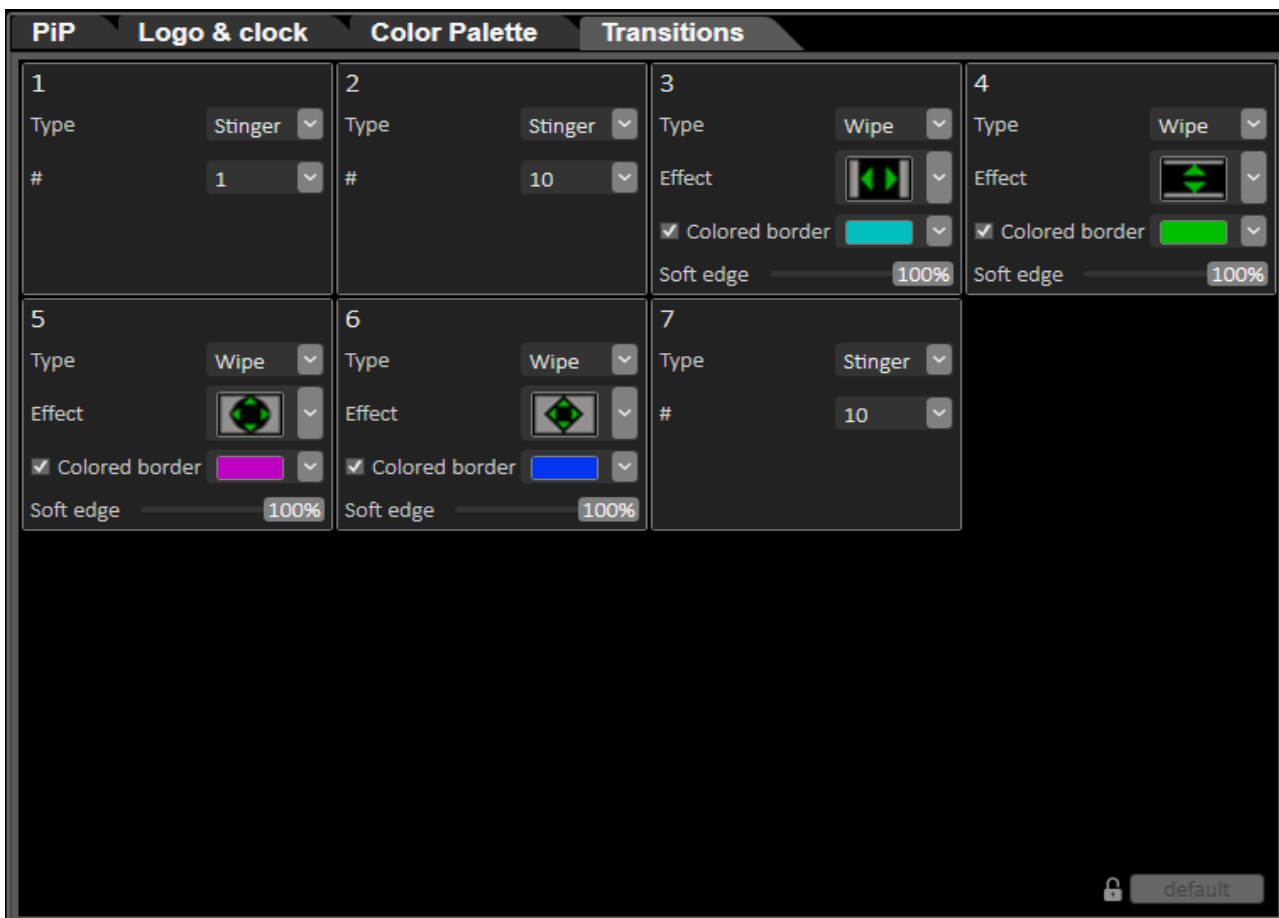 PiP Logo & clock Color Palette Transitions
1 2 3 4
Type Stinger Type Stinger Type Wipe Type Wipe
# 1 # 10 Effect Effect
Colored border Colored border
Soft edge 100% Soft edge 100%
5 6 7
Type Wipe Type Wipe Type Stinger
Effect Effect # 10
Colored border Colored border
Soft edge 100% Soft edge 100%
default